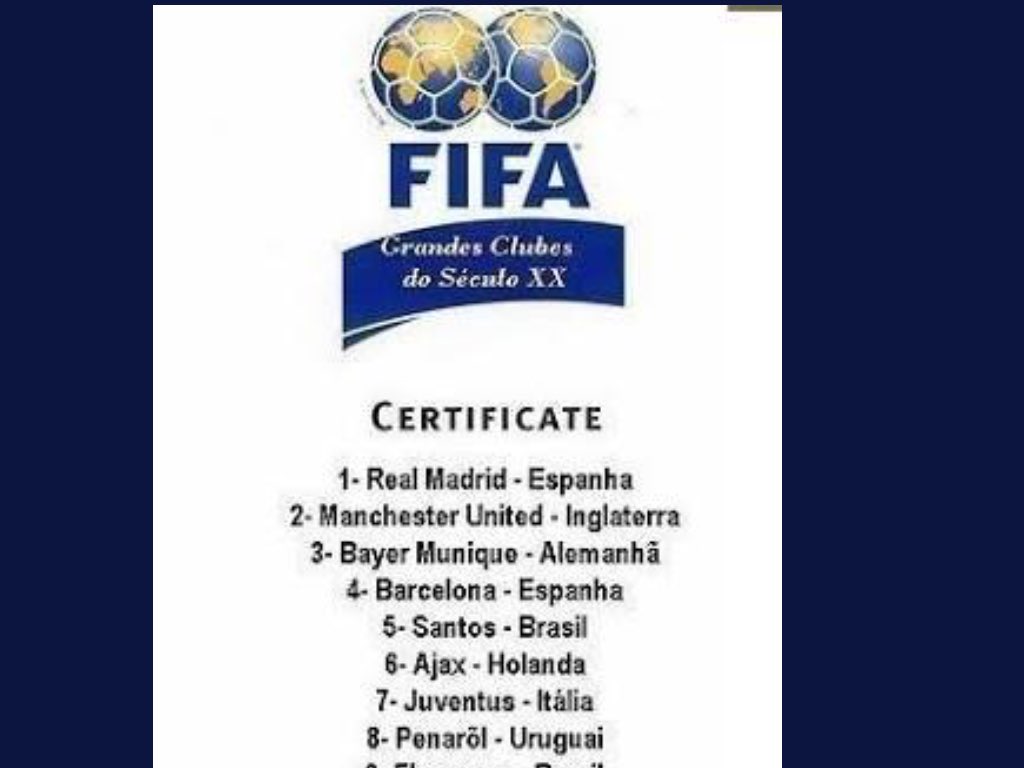 FIFA
Grandes Clubes
do Século XX
CERTIFICATE
1- Real Madrid - Espanha
2- Manchester United - Inglaterra
3- Bayer Munique - Alemanhã
4- Barcelona - Espanha
5- Santos - Brasil
6- Ajax - Holanda
7- Juventus - Itália
8- Penarõl - Uruguai